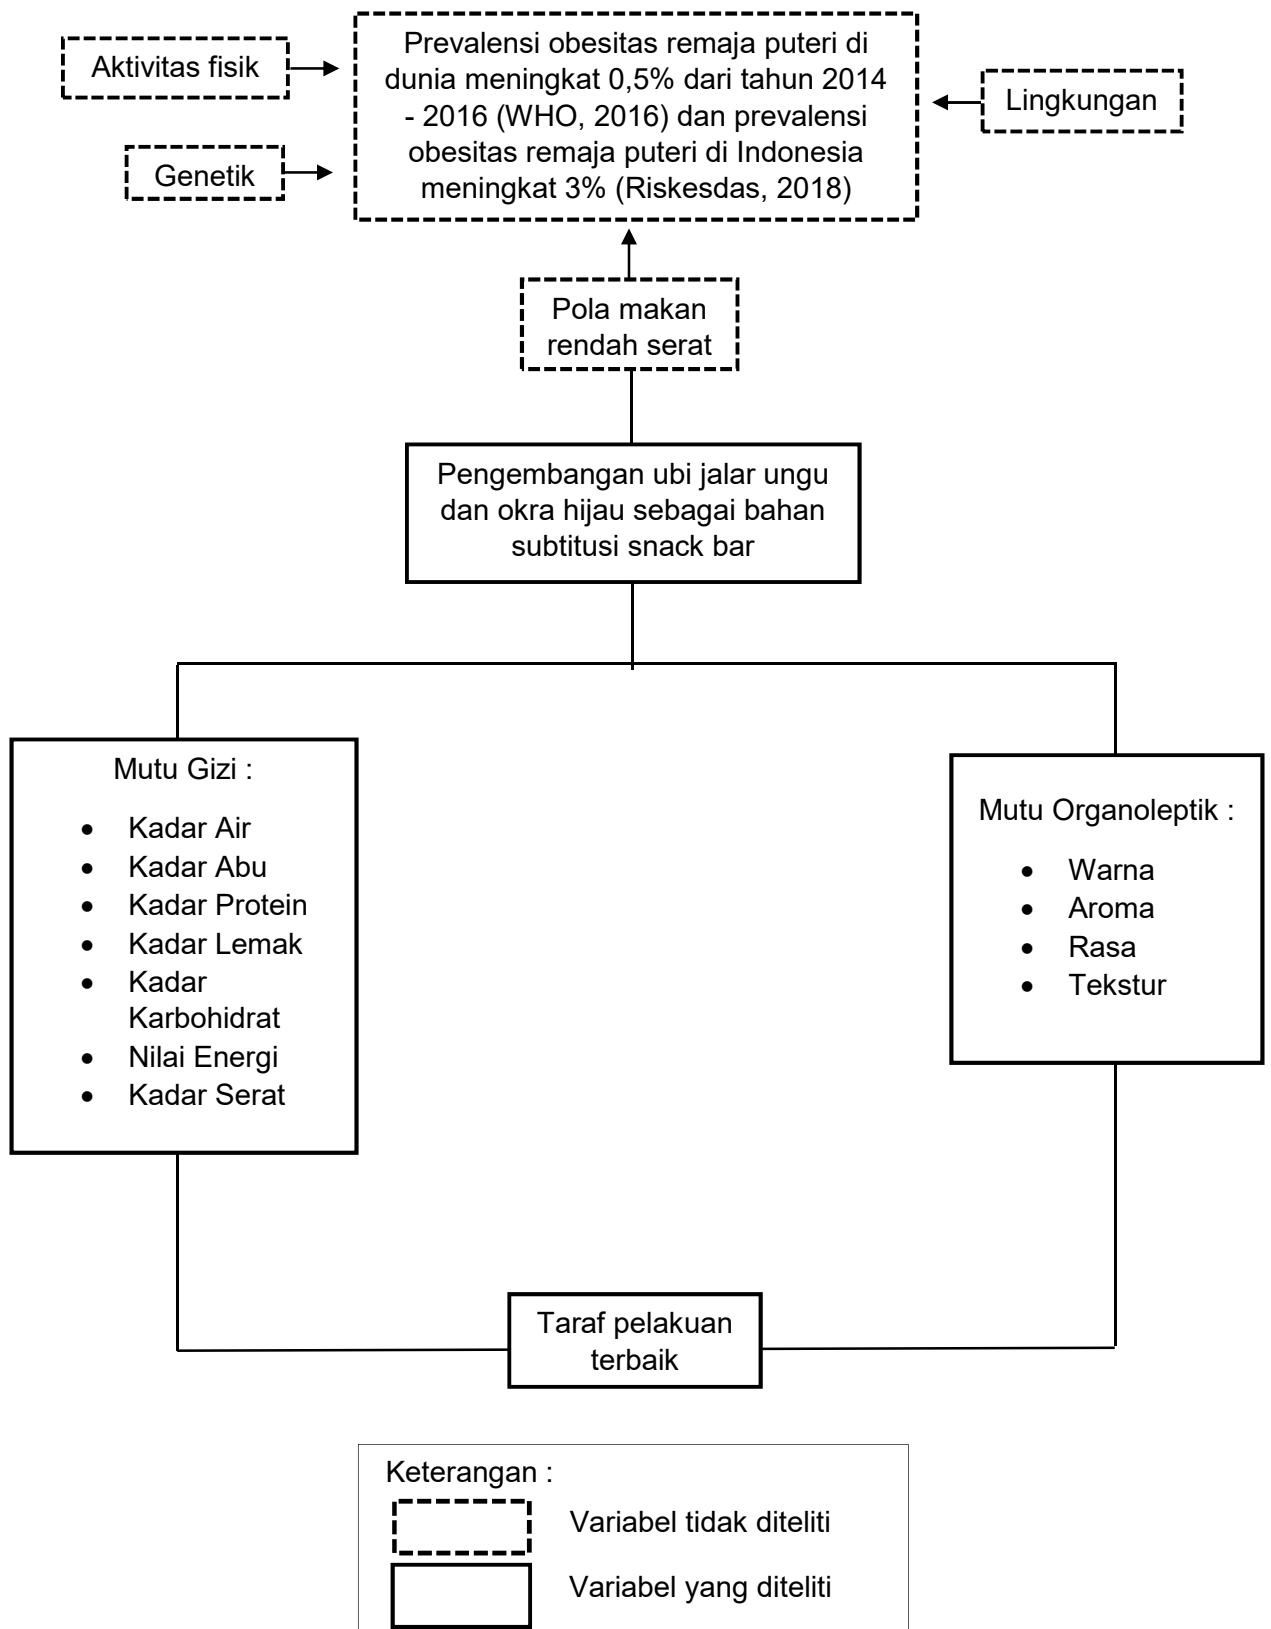 Prevalensi obesitas remaja puteri di
dunia meningkat 0,5% dari tahun 2014
- 2016 (WHO, 2016) dan prevalensi
obesitas remaja puteri di Indonesia
meningkat 3% (Riskesdas, 2018)
Aktivitas fisik
Lingkungan
Genetik
Pola makan
rendah serat
Pengembangan ubi jalar ungu
dan okra hijau sebagai bahan
subtitusi snack bar
Mutu Gizi :
• Kadar Air
• Kadar Abu
• Kadar Protein
• Kadar Lemak
• Kadar
Karbohidrat
• Nilai Energi
• Kadar Serat
Mutu Organoleptik :
• Warna
• Aroma
• Rasa
• Tekstur
Taraf pelakuan
terbaik
Keterangan :
Variabel tidak diteliti
Variabel yang diteliti